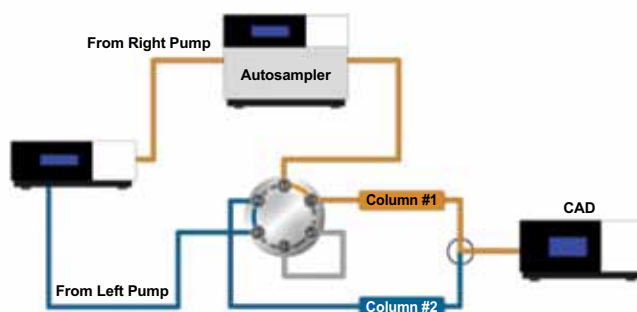 From Right Pump
Autosampler
Column #1
CAD
From Left Pump
Column #2